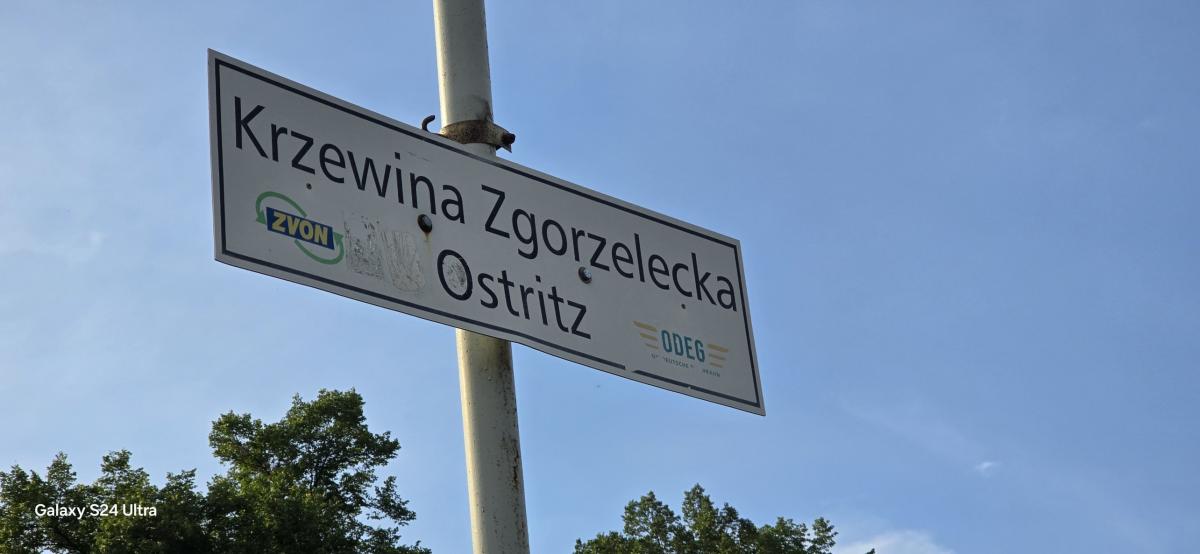 Krzewina Zgorzelecka
ZVON
Ostritz
ODEG
Galaxy S24 Ultra